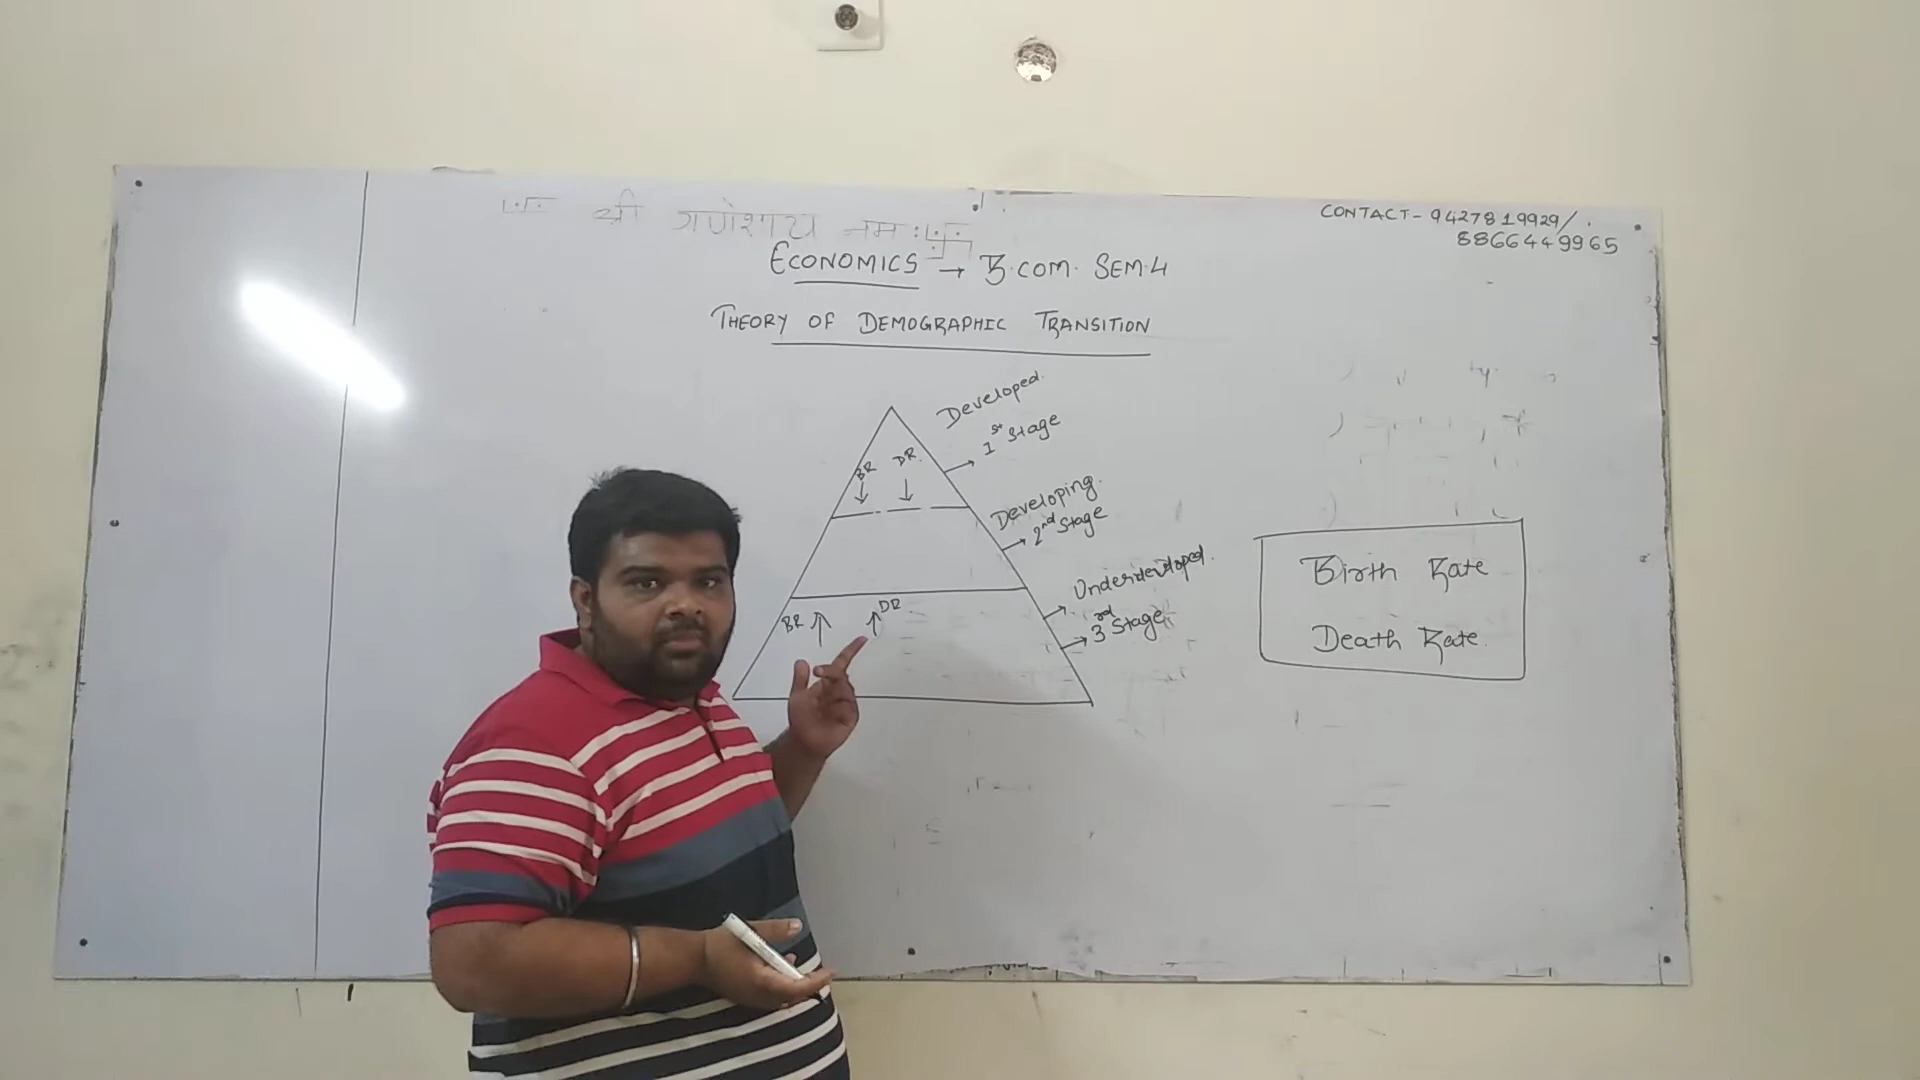 श्री गणेशाय नमः
CONTACT - 9427819929/
8866449965
ECONOMICS → B.COM. SEM-4
THEORY OF DEMOGRAPHIC TRANSITION
Developed.
1st Stage
BR ↓ DR. ↓
Developing.
2nd Stage
Underdeveloped.
3rd Stage
BR ↑ ↑ DR.
Birth Rate
Death Rate.